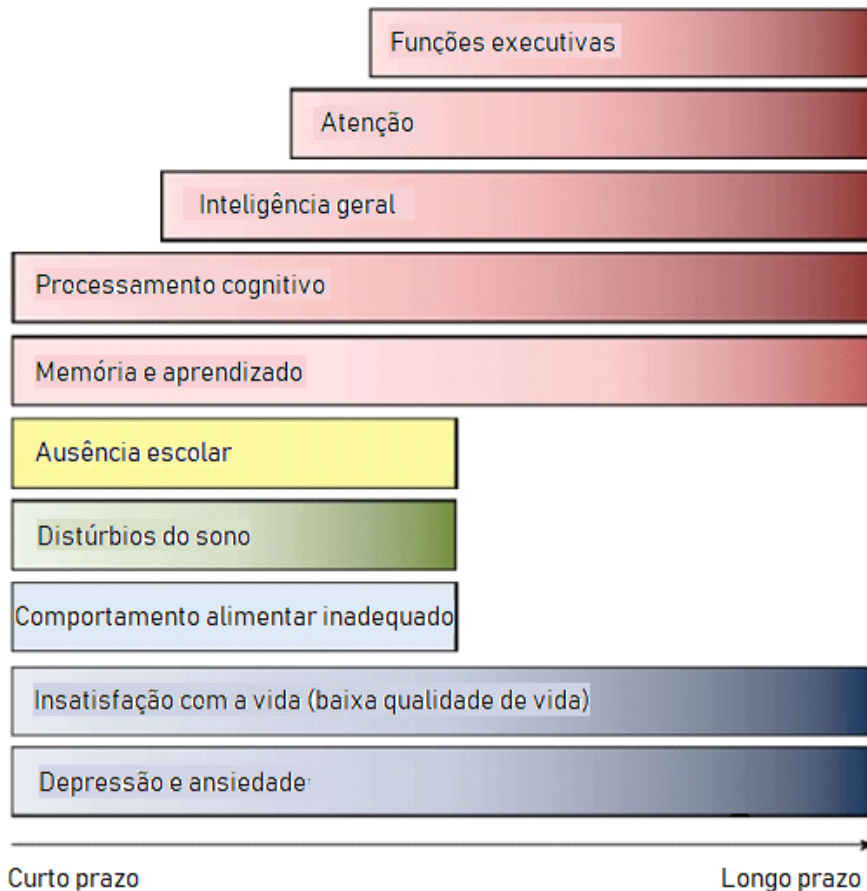 Funções executivas
Atenção
Inteligência geral
Processamento cognitivo
Memória e aprendizado
Ausência escolar
Distúrbios do sono
Comportamento alimentar inadequado
Insatisfação com a vida (baixa qualidade de vida)
Depressão e ansiedade
Curto prazo Longo prazo